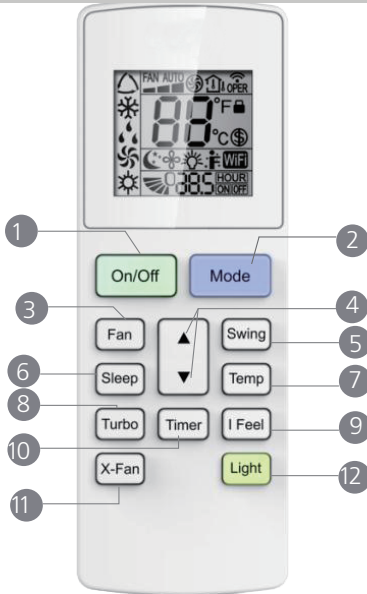 FAN AUTO OPER
88 °F
°C $
WiFi
88.5 HOUR
ON OFF
1
2
On/Off Mode
3
4
Fan Swing
5
6
Sleep Temp
7
8
Turbo Timer I Feel
9
10
X-Fan Light
11
12